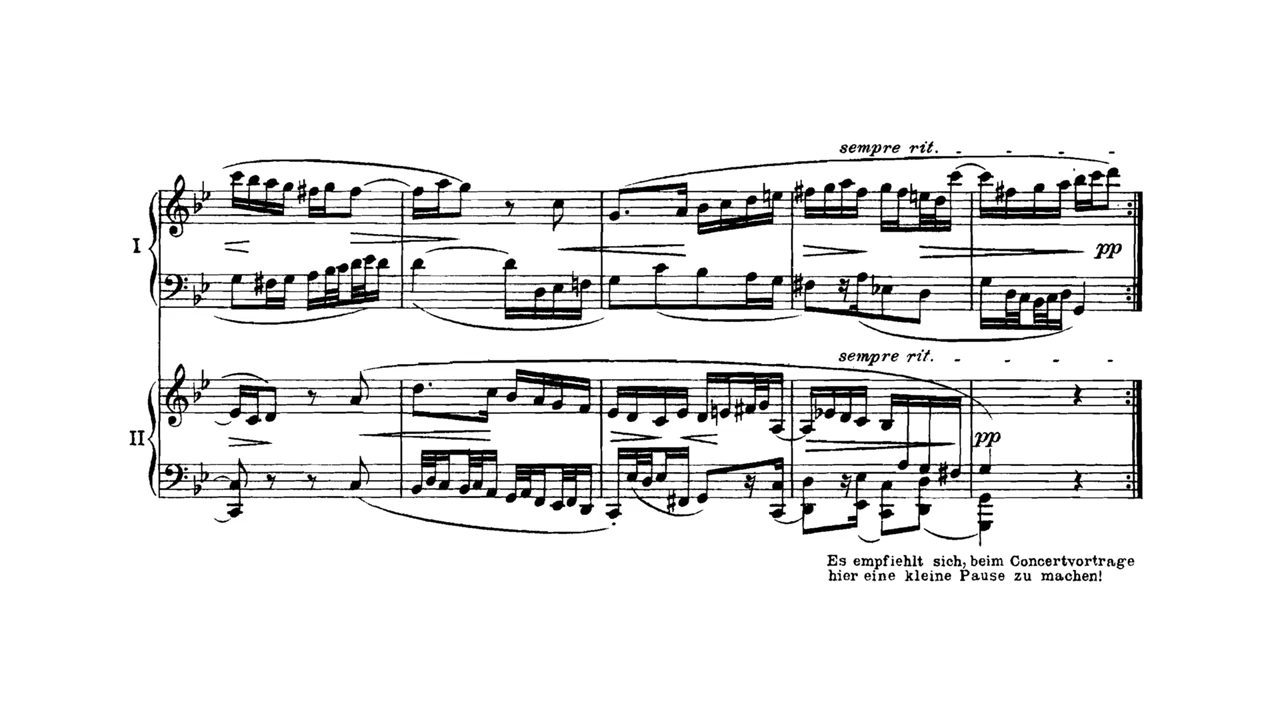 sempre rit. - - - -
I
pp
sempre rit. - - - -
II
pp
Es empfiehlt sich, beim Concertvortrage
hier eine kleine Pause zu machen!